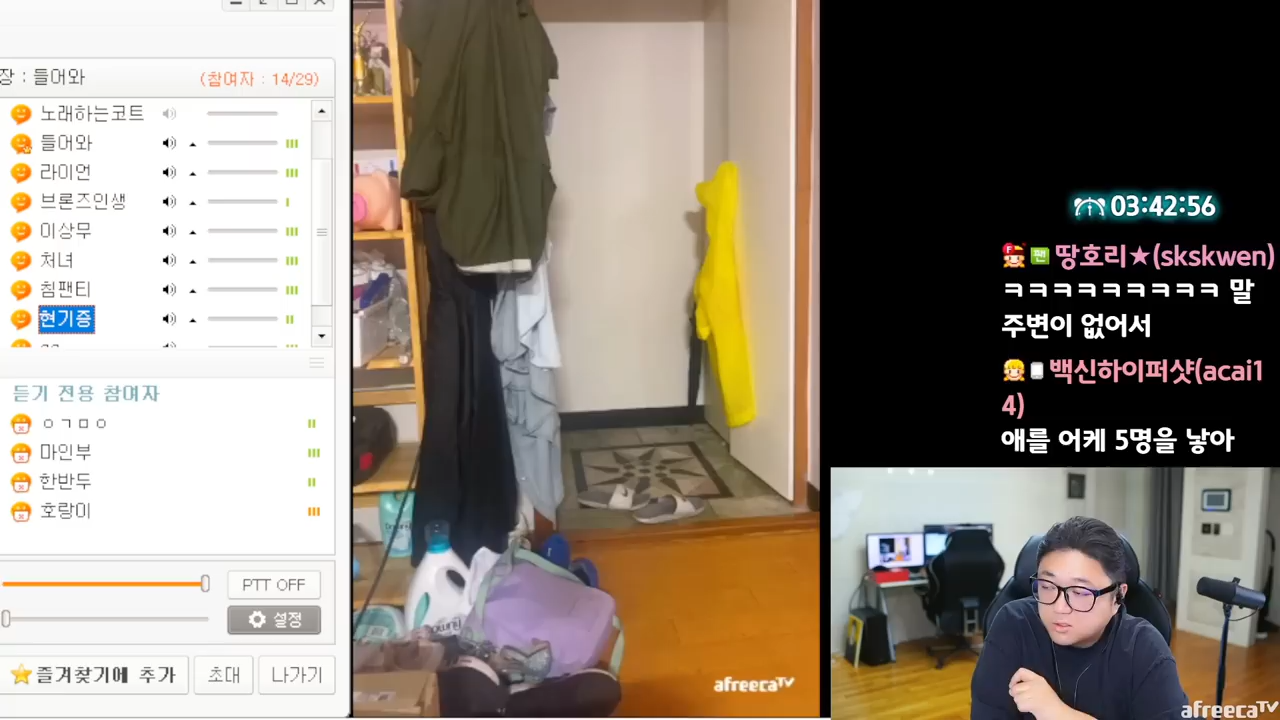 장 : 들어와
(참여자 : 14/29)
노래하는코트
들어와
라이언
브론즈인생
이상무
처녀
침팬티
현기증
듣기 전용 참여자
ㅇㄱㅁㅇ
마인부
한반두
호랑이
PTT OFF
설정
즐겨찾기에 추가
초대
나가기
afreecaTV
03:42:56
F 팬 땅호리★(skskwen)
ㅋㅋㅋㅋㅋㅋㅋㅋㅋ 말
주변이 없어서
백신하이퍼샷(acai1
4)
애를 어케 5명을 낳아
afreecaTV